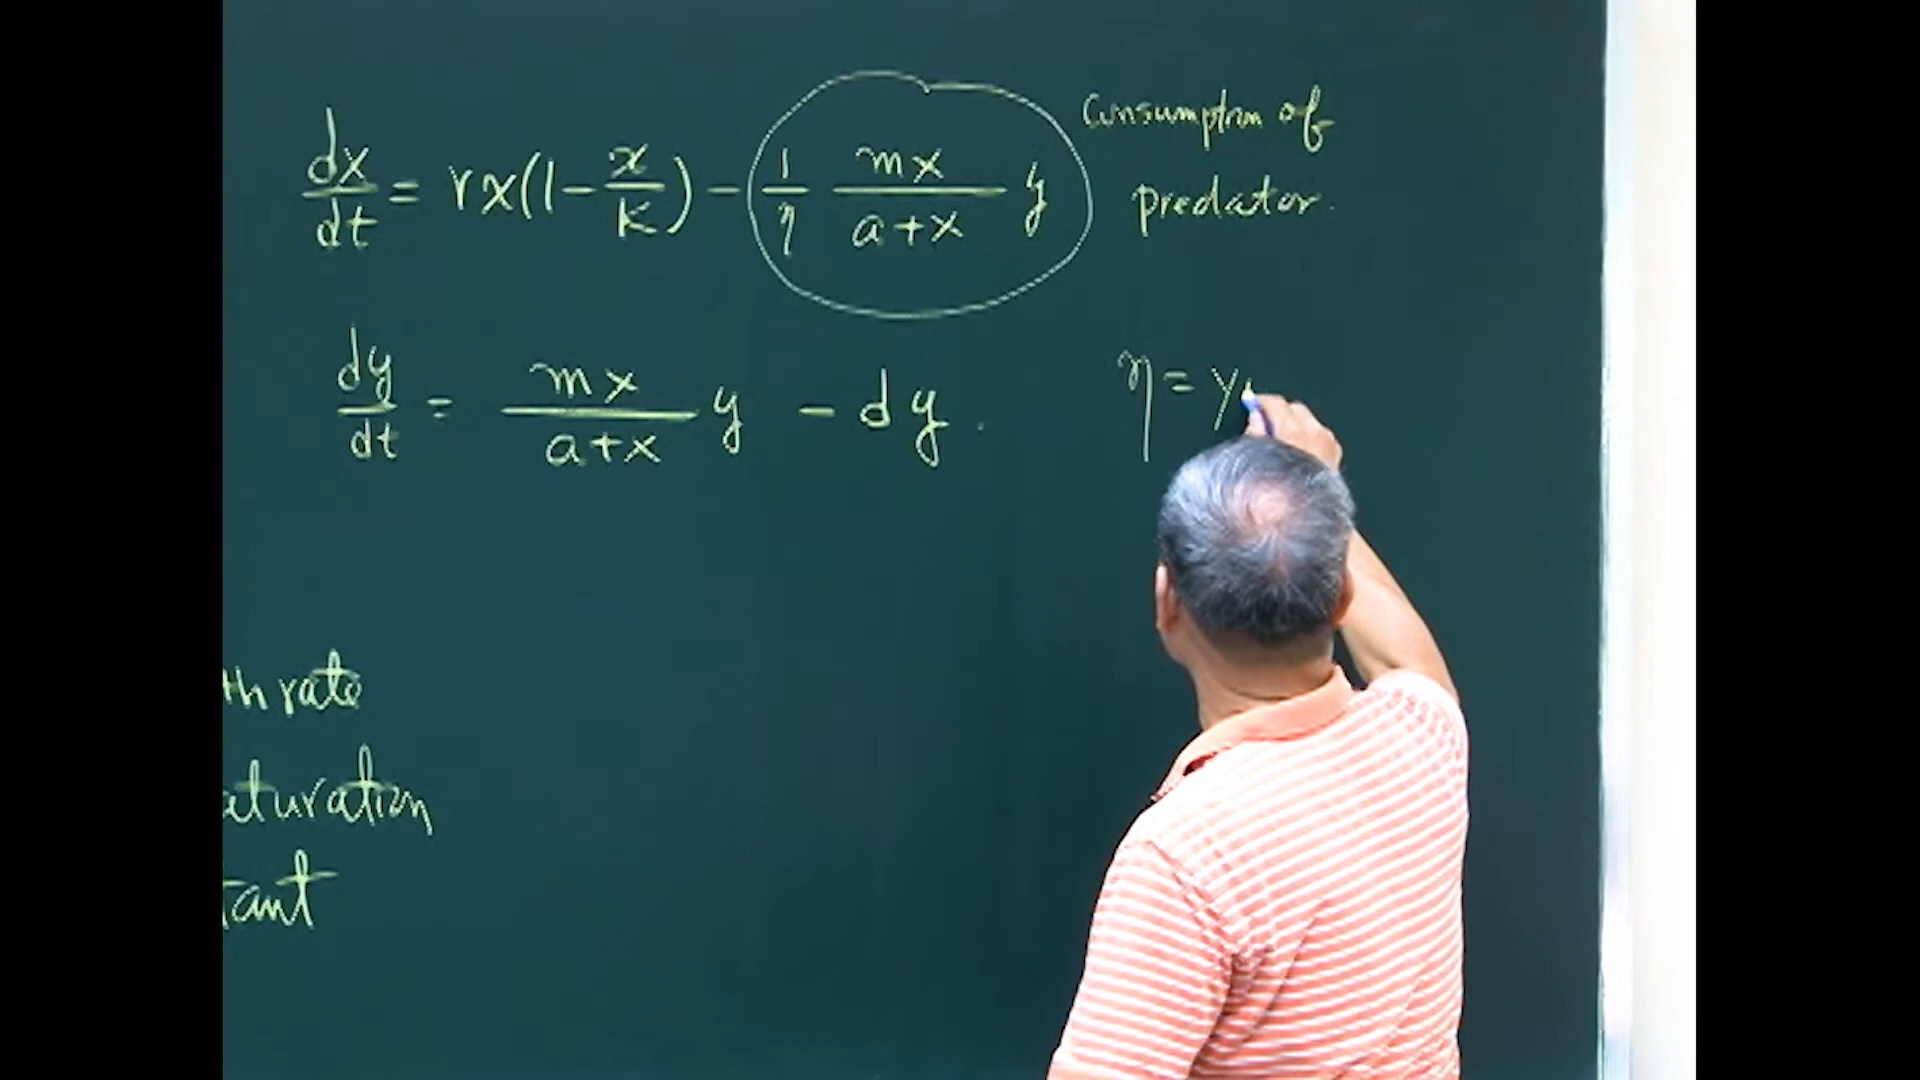 dx/dt = rx(1 - x/K) - 1/η mx/(a+x) y
Consumption of
predator.
dy/dt = mx/(a+x) y - dy.
η = y
th rate
aturation
tant